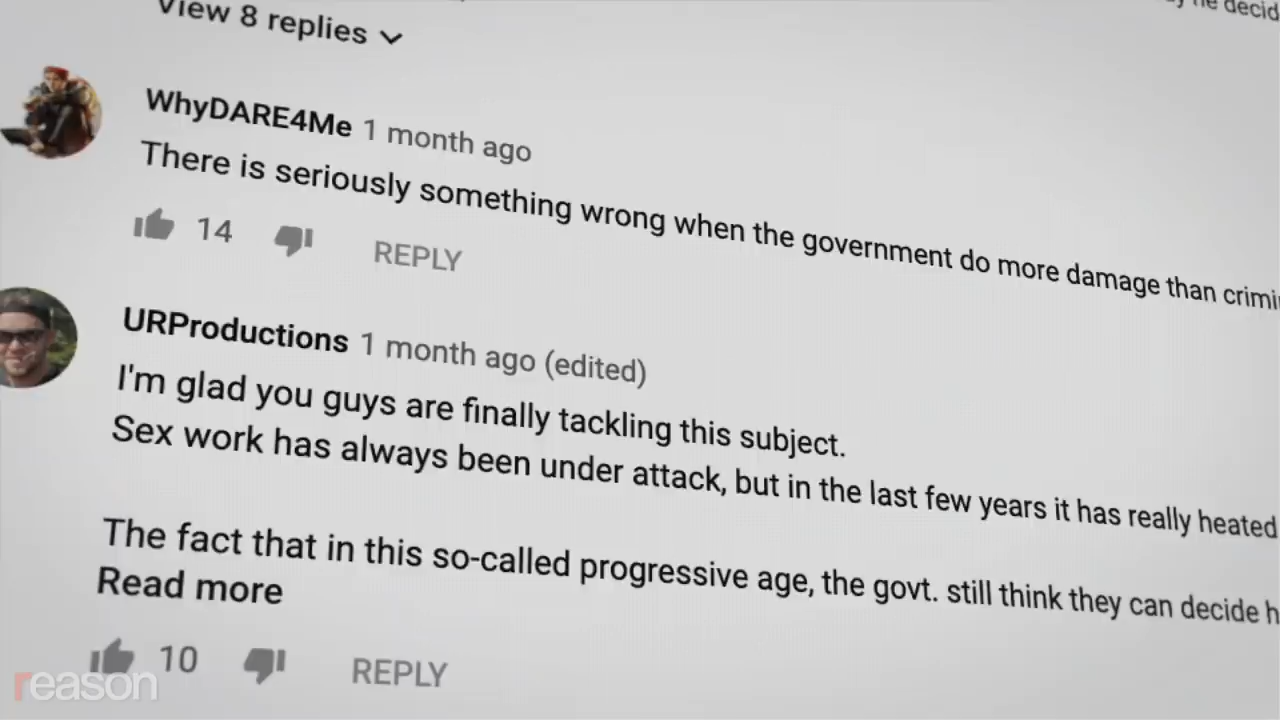 View 8 replies
WhyDARE4Me 1 month ago
There is seriously something wrong when the government do more damage than
14 REPLY
URProductions 1 month ago (edited)
I'm glad you guys are finally tackling this subject.
Sex work has always been under attack, but in the last few years it has really heated
The fact that in this so-called progressive age, the govt. still think they can decide
Read more
10 REPLY
reason